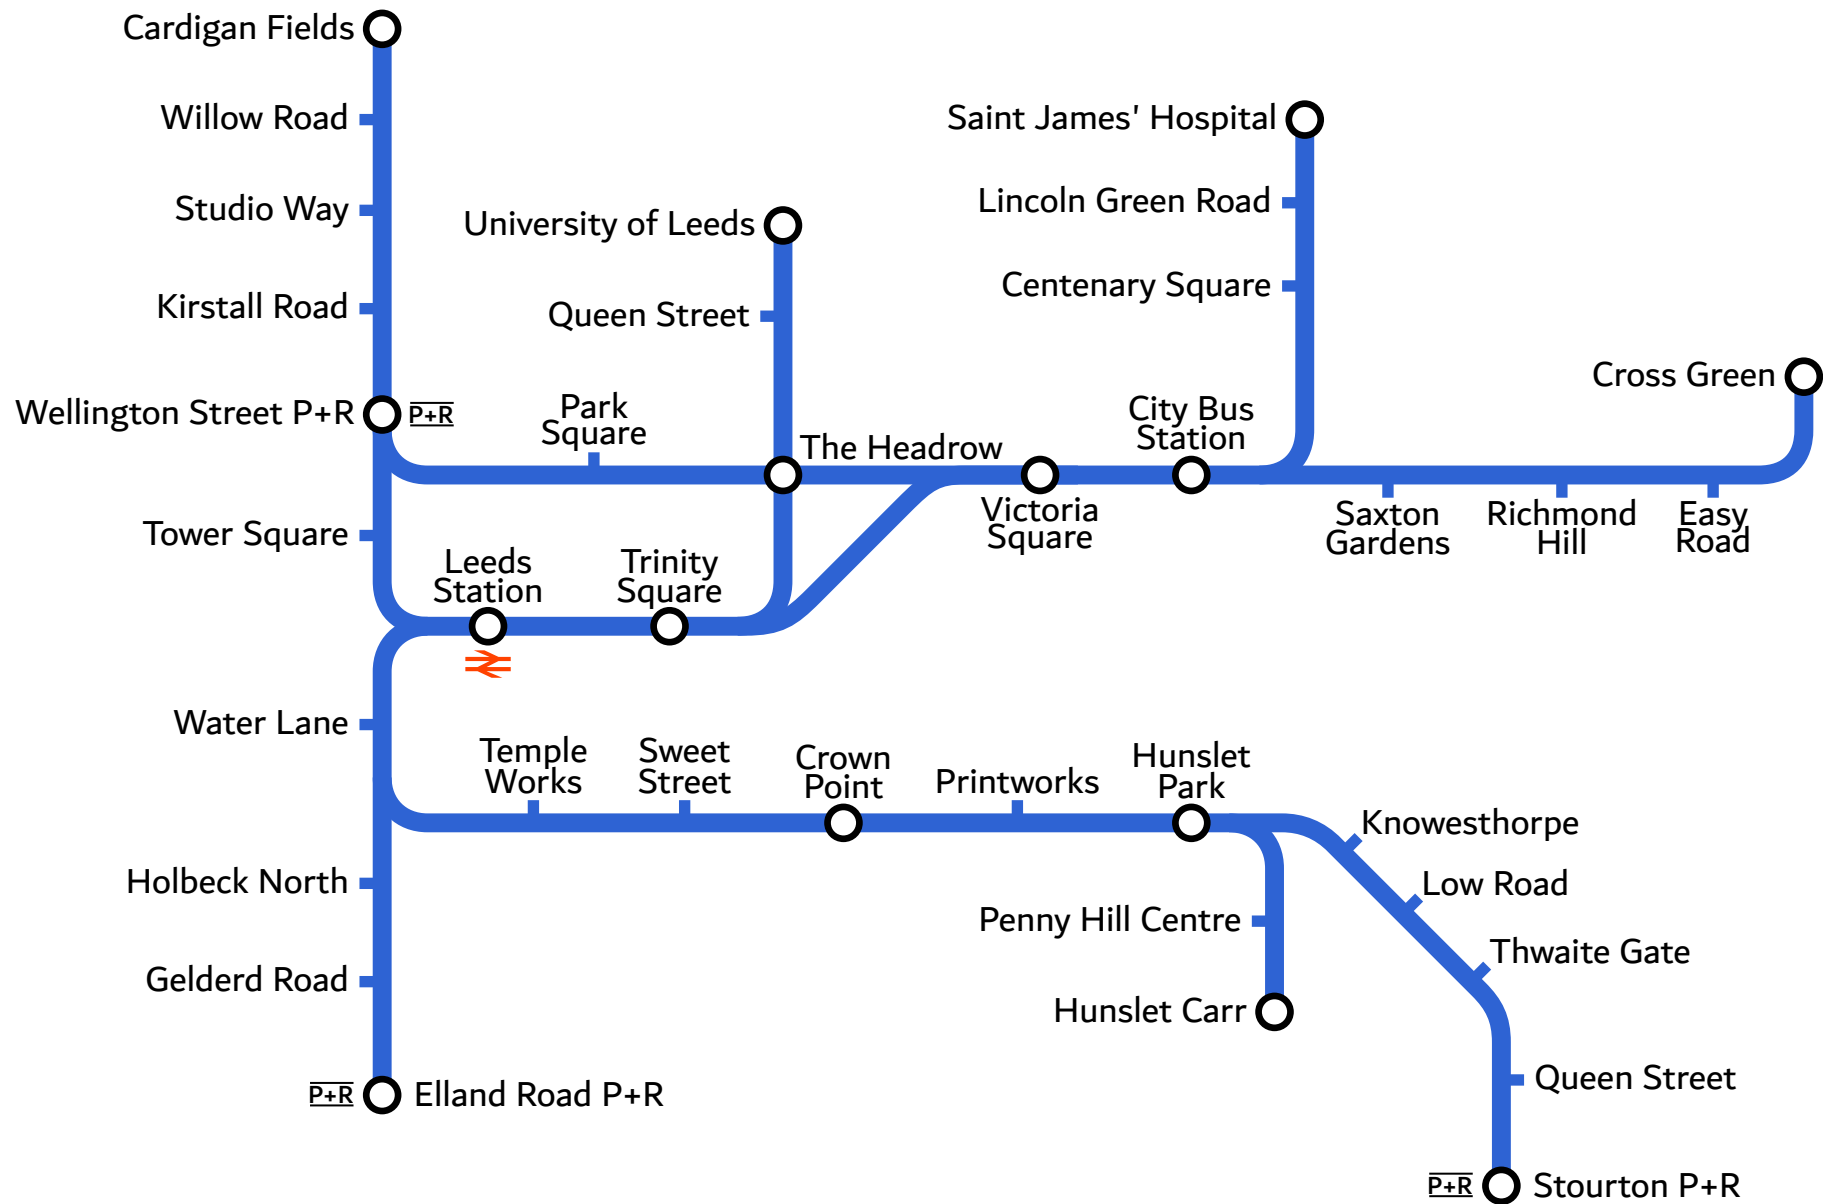 Cardigan Fields
Willow Road
Saint James' Hospital
Studio Way
Lincoln Green Road
University of Leeds
Centenary Square
Kirstall Road
Queen Street
Cross Green
Wellington Street P+R
P+R
Park
Square
City Bus
Station
The Headrow
Victoria
Square
Saxton
Gardens
Richmond
Hill
Easy
Road
Tower Square
Leeds
Station
Trinity
Square
Water Lane
Temple
Works
Sweet
Street
Crown
Point
Printworks
Hunslet
Park
Knowesthorpe
Holbeck North
Low Road
Penny Hill Centre
Thwaite Gate
Gelderd Road
Hunslet Carr
Queen Street
P+R
Elland Road P+R
P+R
Stourton P+R